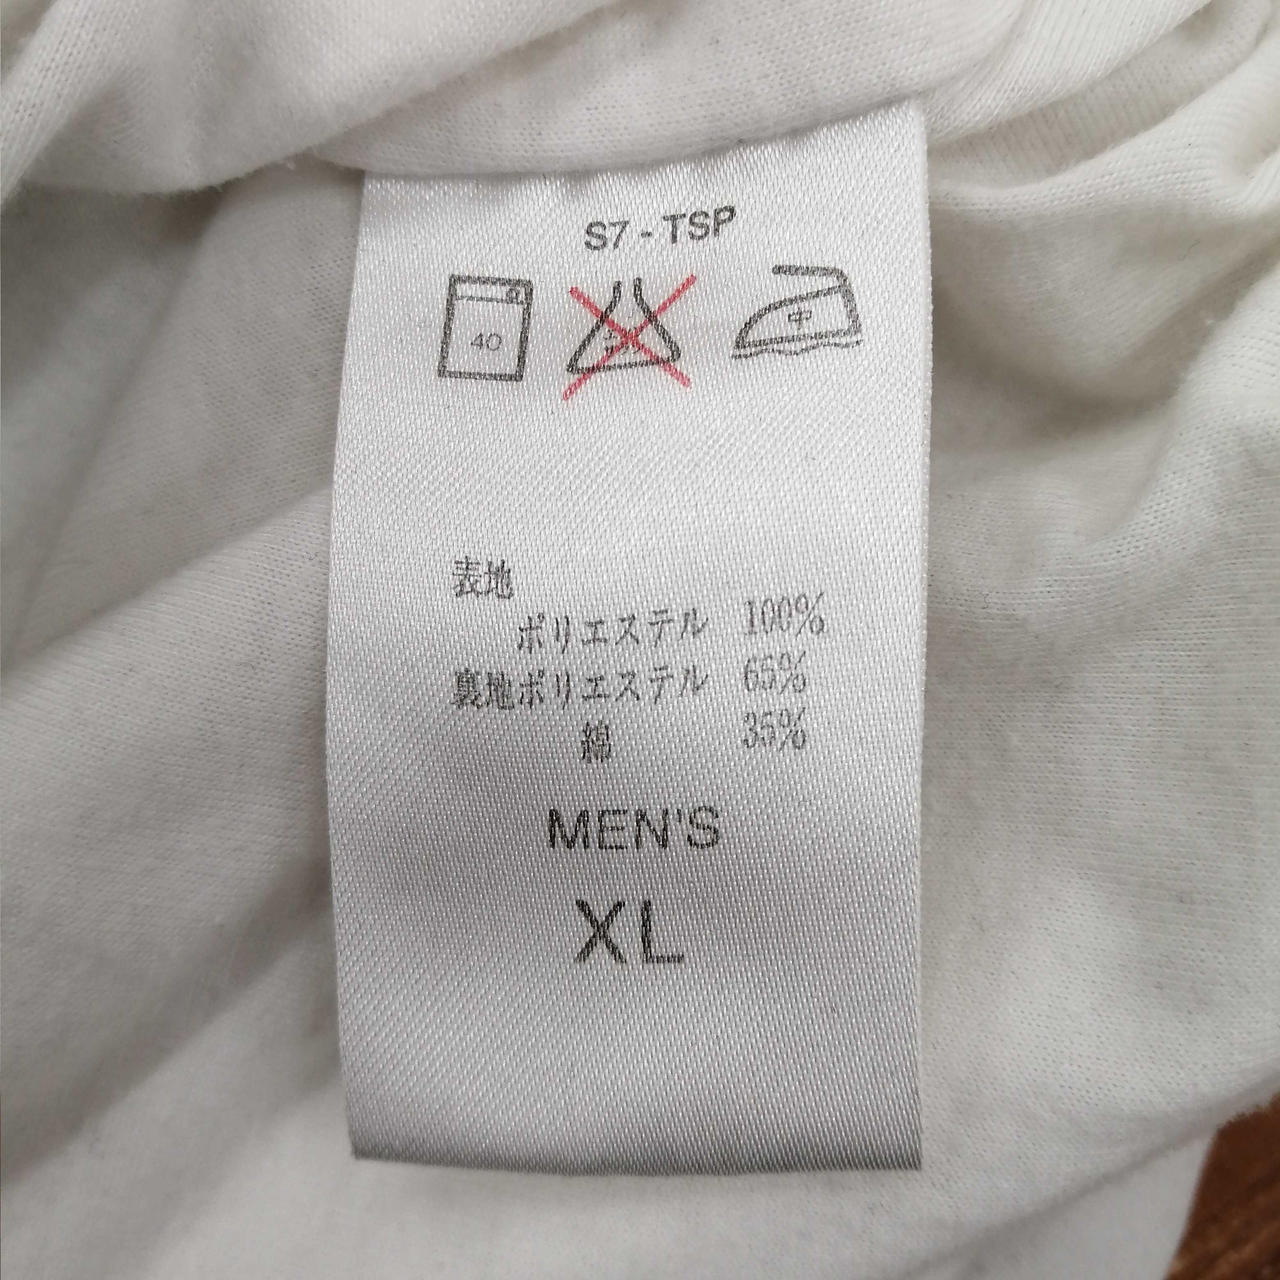 S7 - TSP
40
中
表地
ポリエステル 100%
裏地ポリエステル 65%
綿 35%
MEN'S
XL